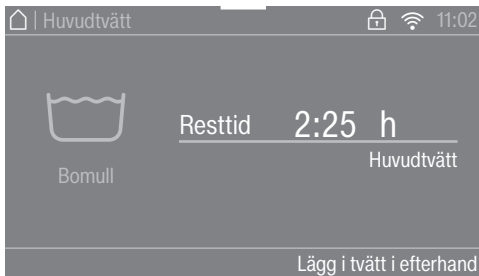 | Huvudtvätt 11:02
Resttid 2:25 h
Huvudtvätt
Bomull
Lägg i tvätt i efterhand